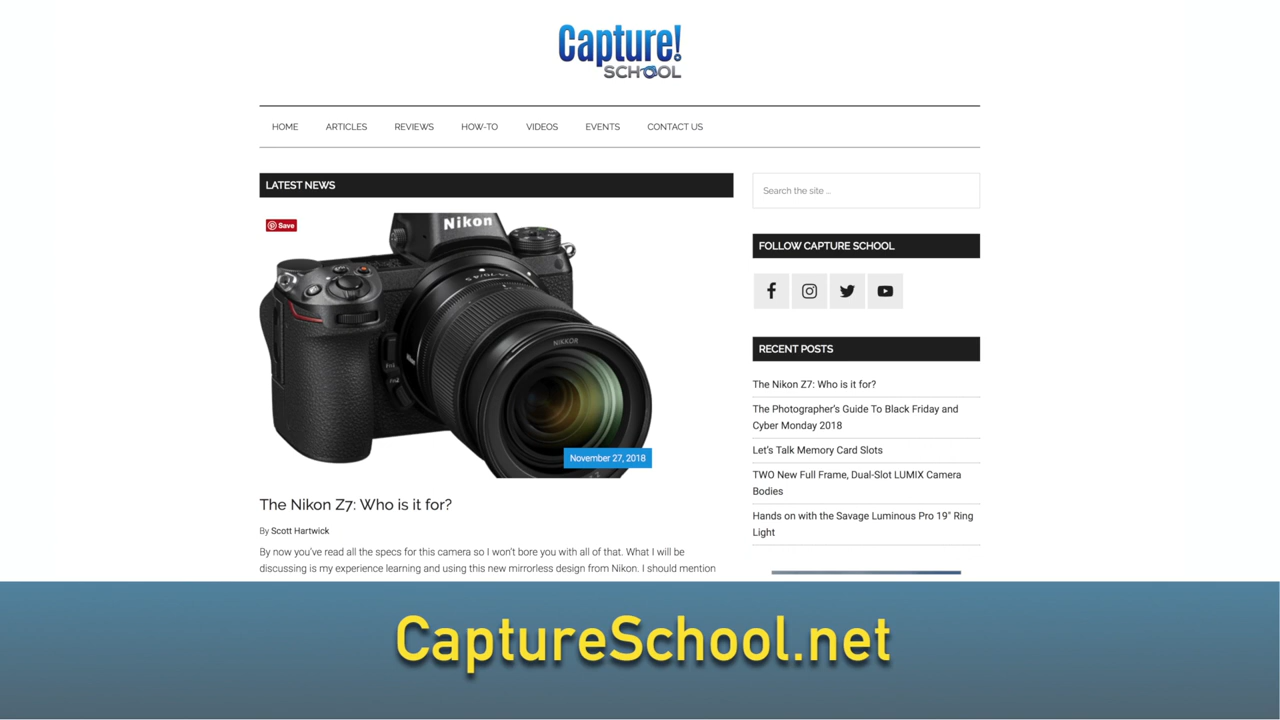 Capture!
SCHOOL
HOME ARTICLES REVIEWS HOW-TO VIDEOS EVENTS CONTACT US
LATEST NEWS
Save
Nikon
24-70/4 S
NIKKOR
November 27, 2018
The Nikon Z7: Who is it for?
By Scott Hartwick
By now you've read all the specs for this camera so I won't bore you with all of that. What I will be
discussing is my experience learning and using this new mirrorless design from Nikon. I should mention
Search the site ...
FOLLOW CAPTURE SCHOOL
RECENT POSTS
The Nikon Z7: Who is it for?
The Photographer's Guide To Black Friday and
Cyber Monday 2018
Let's Talk Memory Card Slots
TWO New Full Frame, Dual-Slot LUMIX Camera
Bodies
Hands on with the Savage Luminous Pro 19" Ring
Light
CaptureSchool.net